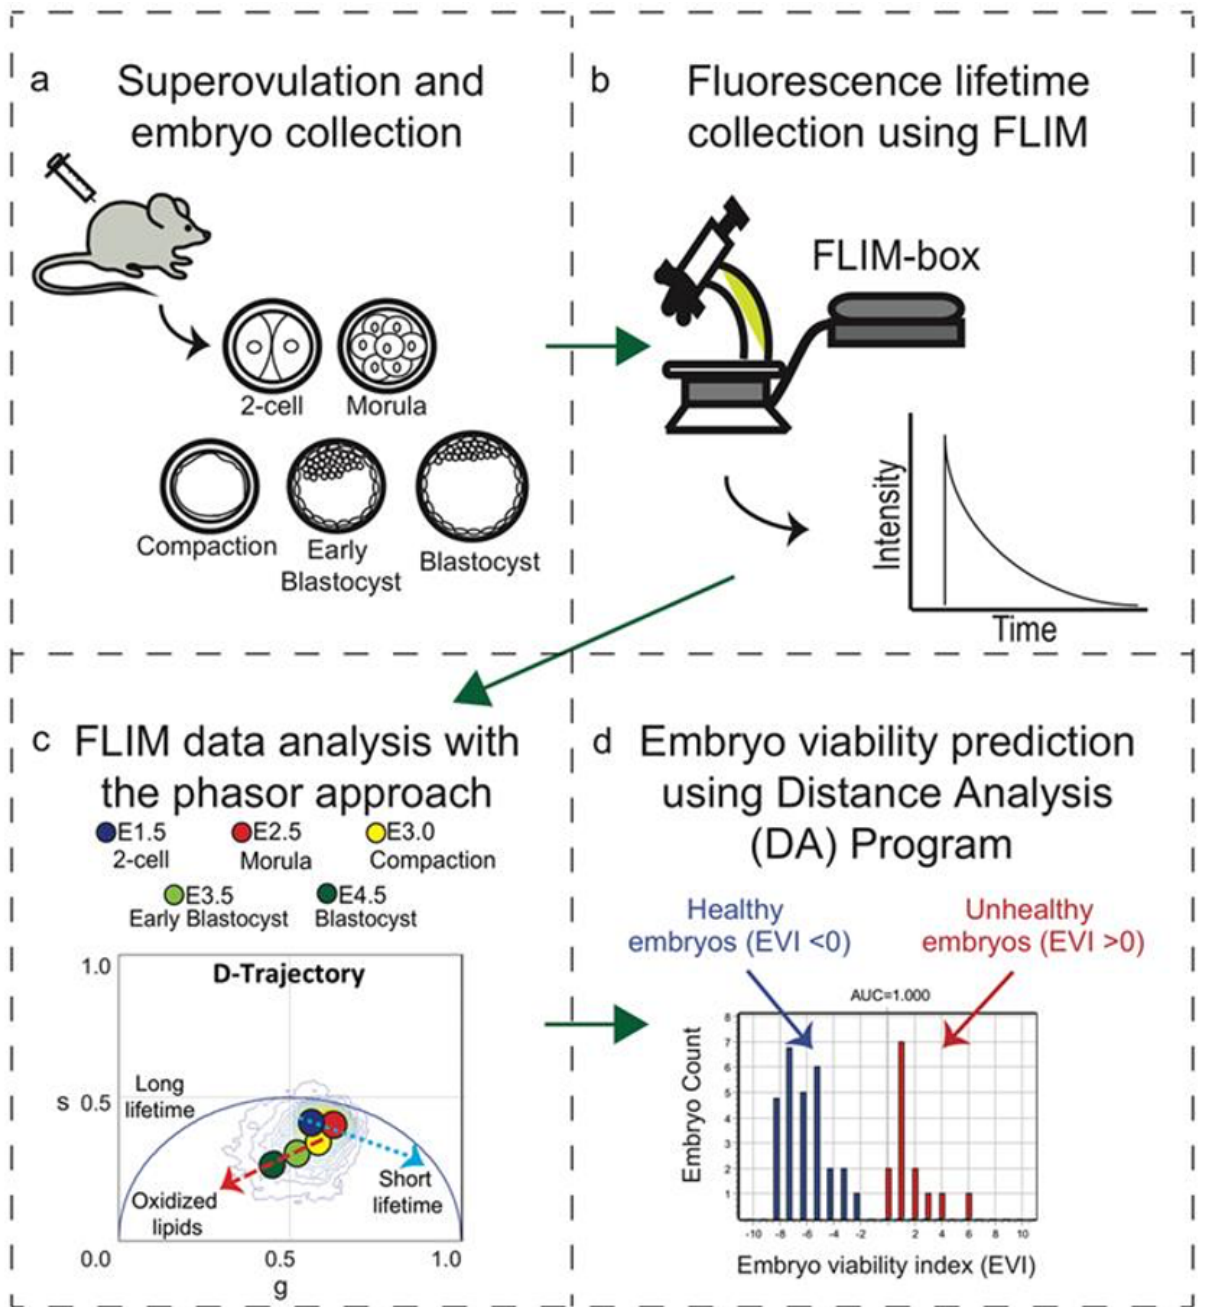 a Superovulation and
embryo collection
2-cell
Morula
Compaction
Early
Blastocyst
Blastocyst
b Fluorescence lifetime
collection using FLIM
FLIM-box
Intensity
Time
c FLIM data analysis with
the phasor approach
E1.5
2-cell
E2.5
Morula
E3.0
Compaction
E3.5
Early Blastocyst
E4.5
Blastocyst
D-Trajectory
1.0
Long
lifetime
s 0.5
Short
lifetime
Oxidized
lipids
0.0 0.5 1.0
g
d Embryo viability prediction
using Distance Analysis
(DA) Program
Healthy
embryos (EVI <0)
Unhealthy
embryos (EVI >0)
AUC=1.000
Embryo Count
8
7
6
5
4
3
2
1
-10 -8 -6 -4 -2 2 4 6 8 10
Embryo viability index (EVI)